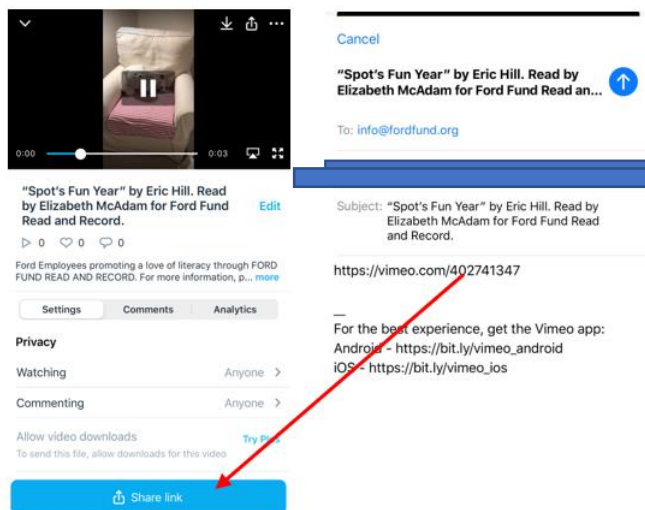 0:00
0:03
“Spot’s Fun Year” by Eric Hill. Read
by Elizabeth McAdam for Ford Fund
Read and Record.
Edit
0
0
0
Ford Employees promoting a love of literacy through FORD
FUND READ AND RECORD. For more information, p... more
Settings
Comments
Analytics
Privacy
Watching
Anyone
Commenting
Anyone
Allow video downloads
Try Plus
To send this file, allow downloads for this video
Share link
Cancel
“Spot’s Fun Year” by Eric Hill. Read by
Elizabeth McAdam for Ford Fund Read an...
To: info@fordfund.org
Subject: “Spot’s Fun Year” by Eric Hill. Read by
Elizabeth McAdam for Ford Fund Read
and Record.
https://vimeo.com/402741347
—
For the best experience, get the Vimeo app:
Android - https://bit.ly/vimeo_android
iOS - https://bit.ly/vimeo_ios